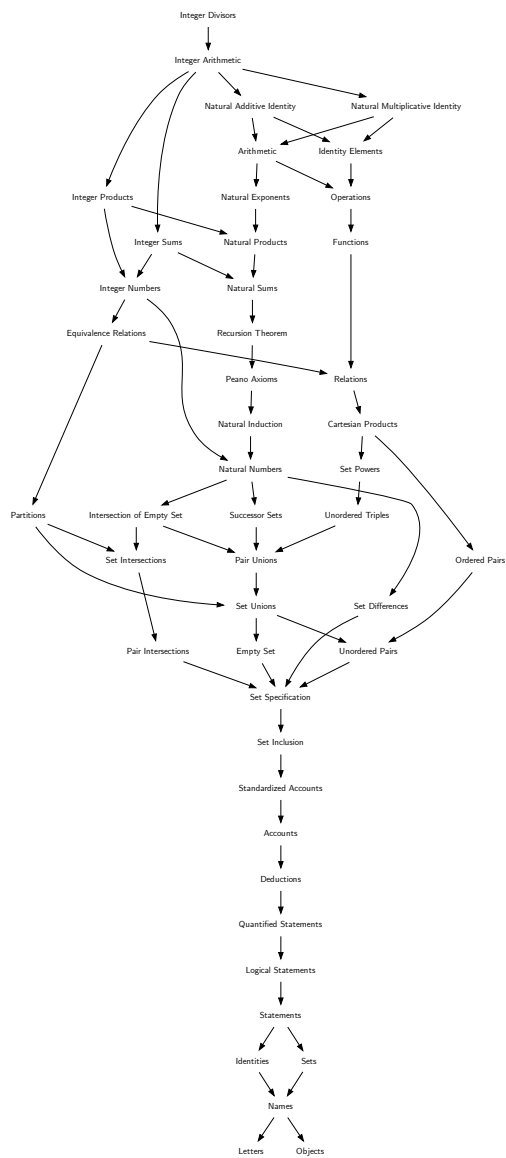 Integer Divisors
Integer Arithmetic
Natural Additive Identity
Natural Multiplicative Identity
Arithmetic
Identity Elements
Integer Products
Natural Exponents
Operations
Integer Sums
Natural Products
Functions
Integer Numbers
Natural Sums
Equivalence Relations
Recursion Theorem
Peano Axioms
Relations
Natural Induction
Cartesian Products
Natural Numbers
Set Powers
Partitions
Intersection of Empty Set
Successor Sets
Unordered Triples
Set Intersections
Pair Unions
Ordered Pairs
Set Unions
Set Differences
Pair Intersections
Empty Set
Unordered Pairs
Set Specification
Set Inclusion
Standardized Accounts
Accounts
Deductions
Quantified Statements
Logical Statements
Statements
Identities
Sets
Names
Letters
Objects